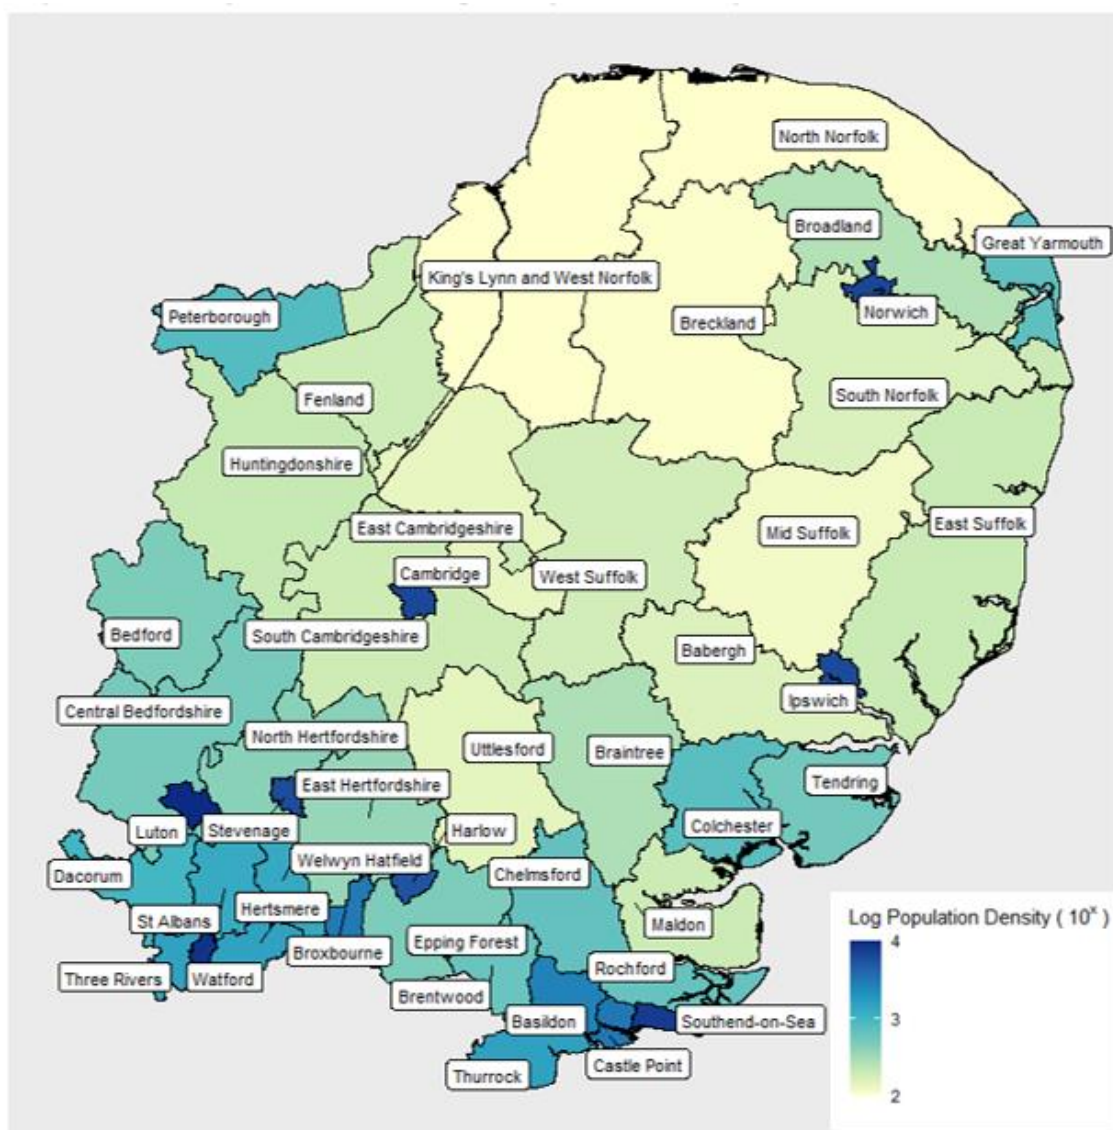 North Norfolk
Broadland
Great Yarmouth
King's Lynn and West Norfolk
Norwich
Peterborough
Breckland
South Norfolk
Fenland
Huntingdonshire
East Cambridgeshire
East Suffolk
Mid Suffolk
Cambridge
West Suffolk
Bedford
South Cambridgeshire
Babergh
Ipswich
Central Bedfordshire
North Hertfordshire
Uttlesford
Braintree
East Hertfordshire
Tendring
Luton
Stevenage
Harlow
Colchester
Welwyn Hatfield
Dacorum
Chelmsford
St Albans
Hertsmere
Maldon
Epping Forest
Broxbourne
Rochford
Three Rivers
Watford
Brentwood
Basildon
Southend-on-Sea
Castle Point
Thurrock
Log Population Density ( 10ˣ )
4
3
2